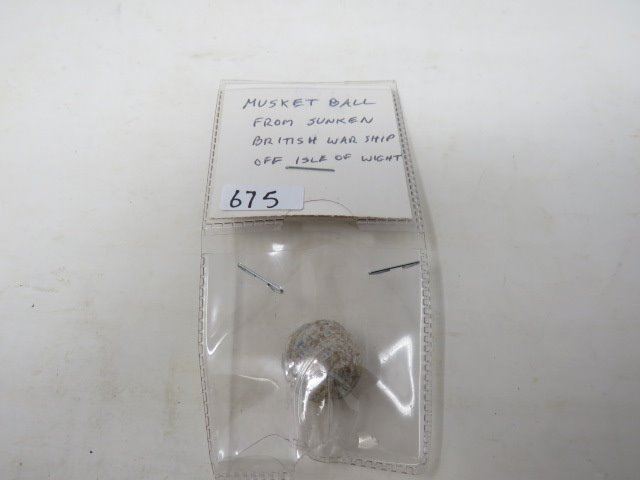 MUSKET BALL
FROM SUNKEN
BRITISH WAR SHIP
OFF ISLE OF WIGHT
675